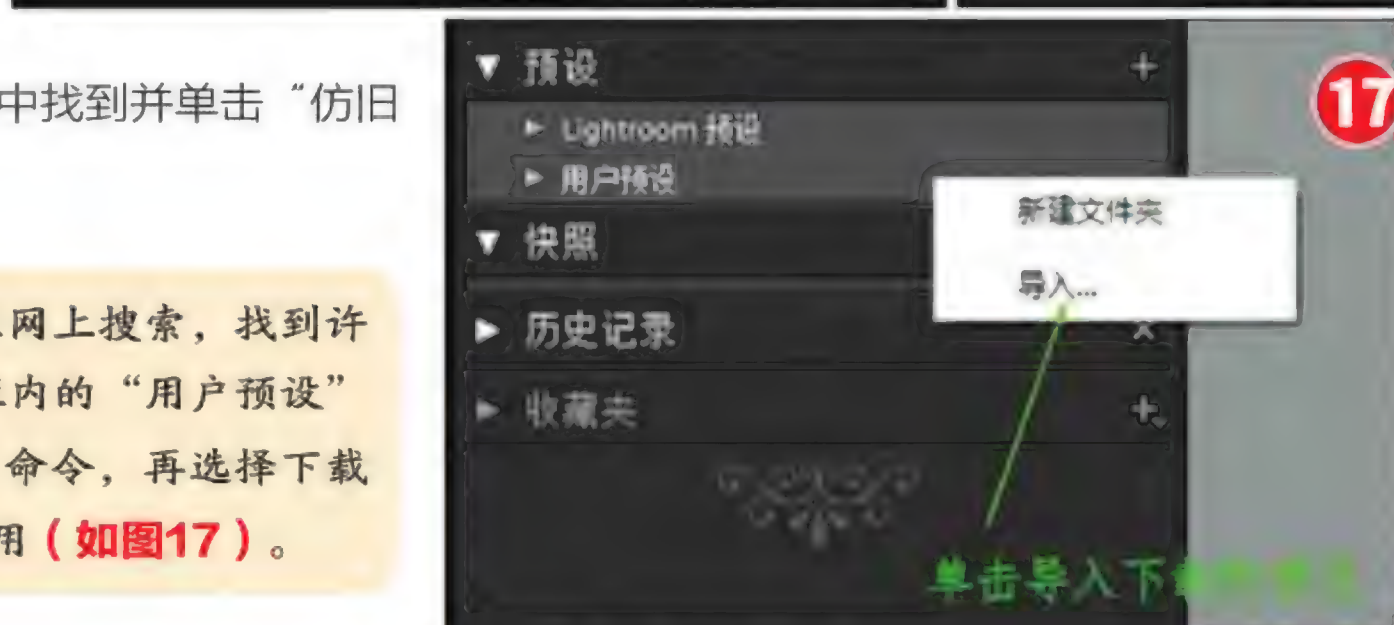 中找到并单击“仿旧
网上搜索，找到许
内的“用户预设”
命令，再选择下载
用（如图17）。
预设
Lightroom 预设
用户预设
快照
历史记录
收藏夹
新建文件夹
导入...
17
单击导入下